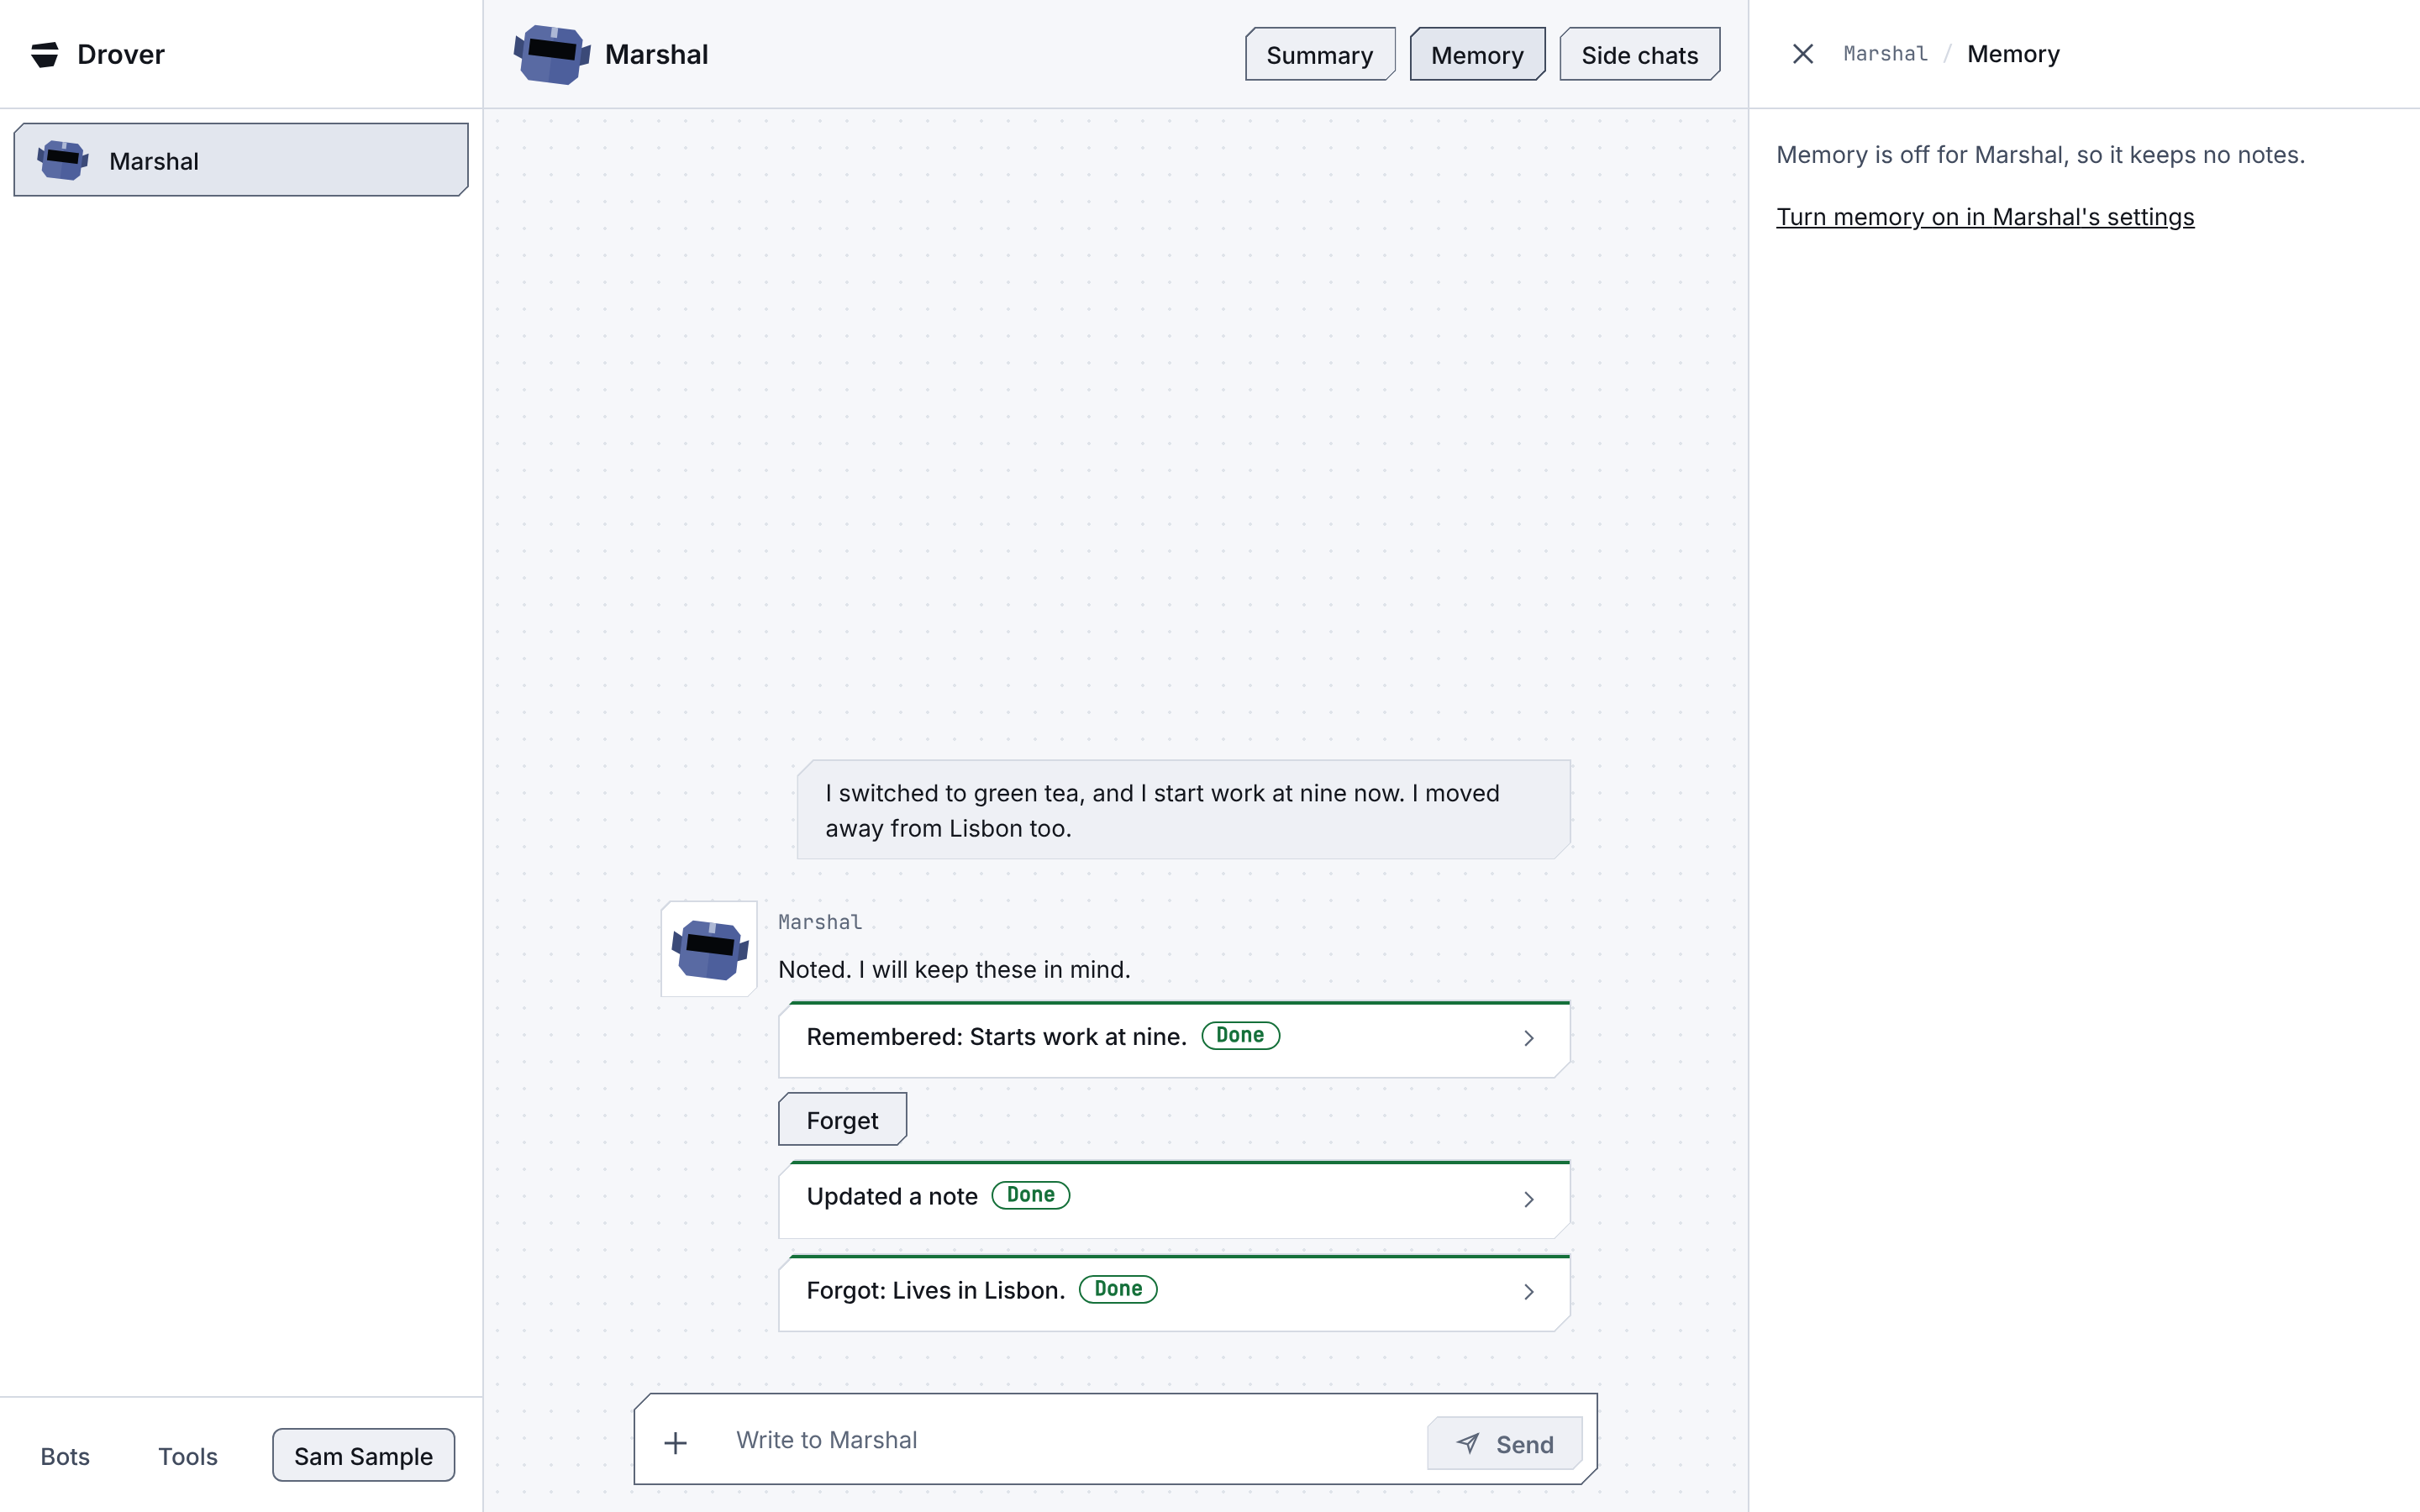 Drover
Marshal
Bots
Tools
Sam Sample
Marshal
Summary
Memory
Side chats
I switched to green tea, and I start work at nine now. I moved
away from Lisbon too.
Marshal
Noted. I will keep these in mind.
Remembered: Starts work at nine. Done
Forget
Updated a note Done
Forgot: Lives in Lisbon. Done
Write to Marshal
Send
Marshal / Memory
Memory is off for Marshal, so it keeps no notes.
Turn memory on in Marshal's settings